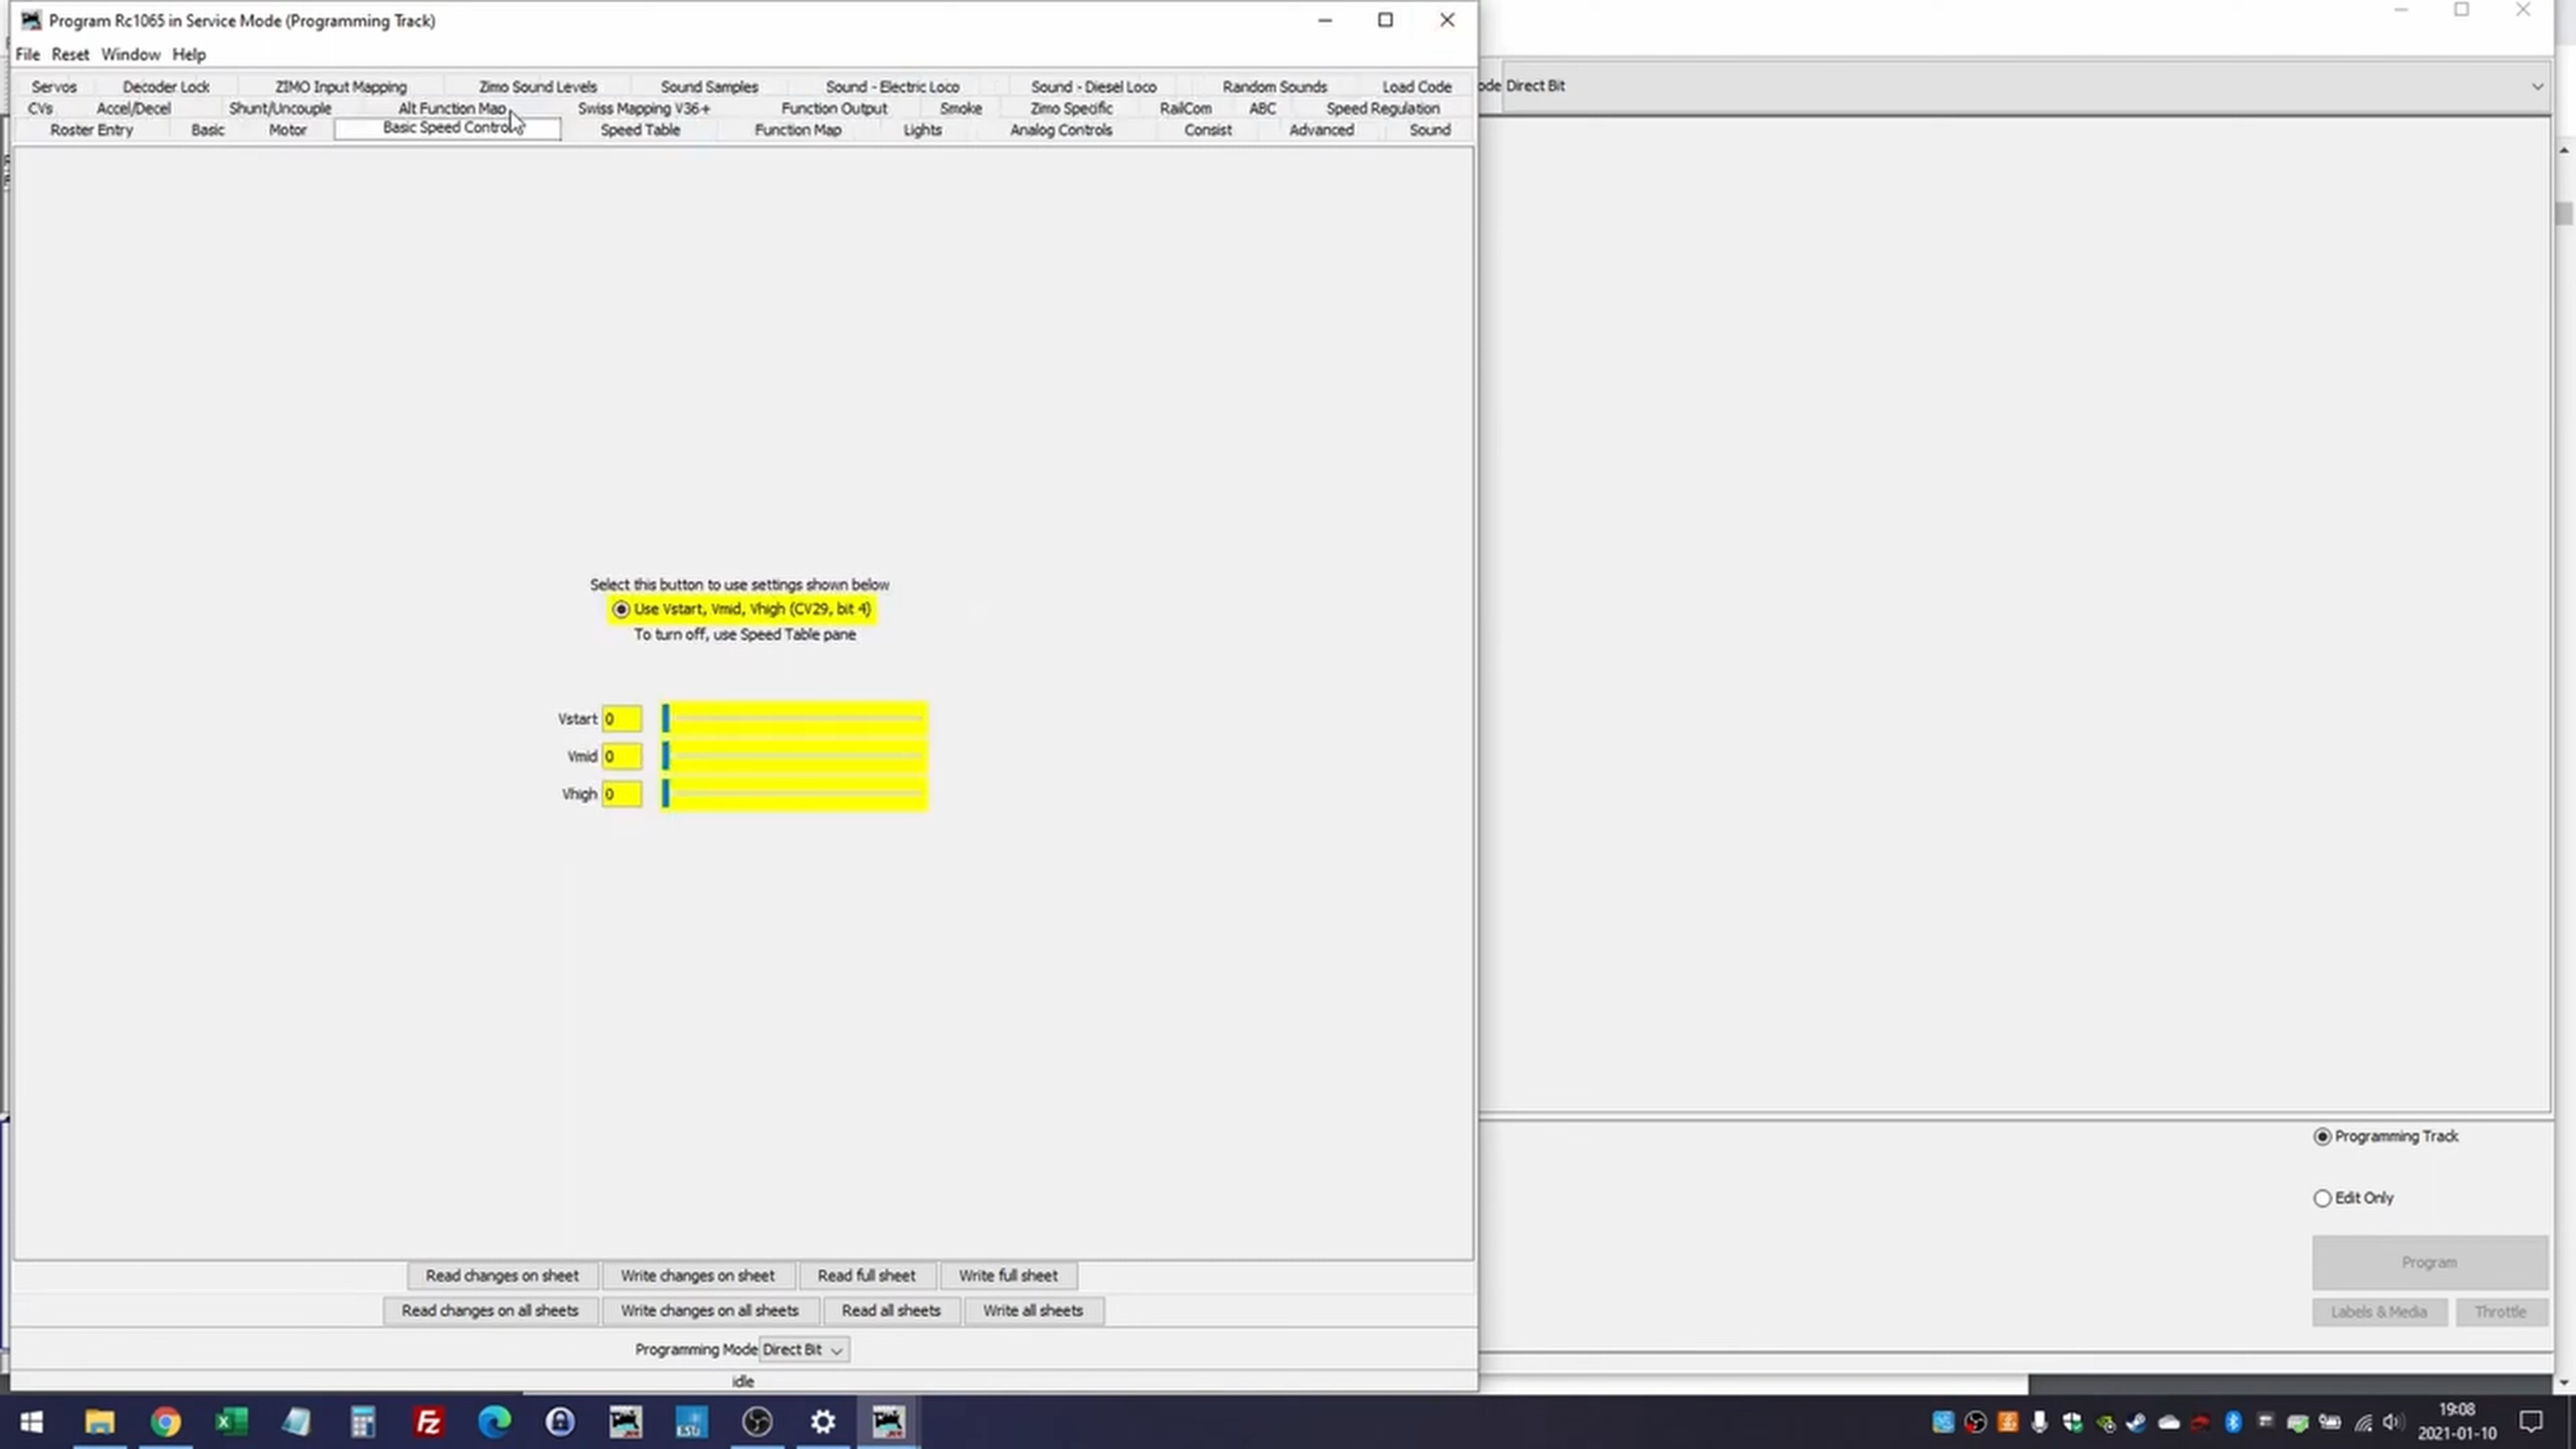 Program Rc1065 in Service Mode (Programming Track)
File Reset Window Help
Servos Decoder Lock ZIMO Input Mapping Zimo Sound Levels Sound Samples Sound - Electric Loco Sound - Diesel Loco Random Sounds Load Code
CVs Accel/Decel Shunt/Uncouple Alt Function Map Swiss Mapping V36+ Function Output Smoke Zimo Specific RailCom ABC Speed Regulation
Roster Entry Basic Motor Basic Speed Control Speed Table Function Map Lights Analog Controls Consist Advanced Sound
Direct Bit
Select this button to use settings shown below
Use Vstart, Vmid, Vhigh (CV29, bit 4)
To turn off, use Speed Table pane
Vstart 0
Vmid 0
Vhigh 0
Programming Track
Edit Only
Program
Labels & Media Throttle
Read changes on sheet Write changes on sheet Read full sheet Write full sheet
Read changes on all sheets Write changes on all sheets Read all sheets Write all sheets
Programming Mode Direct Bit
idle
Fz
ESU
19:08
2021-01-10